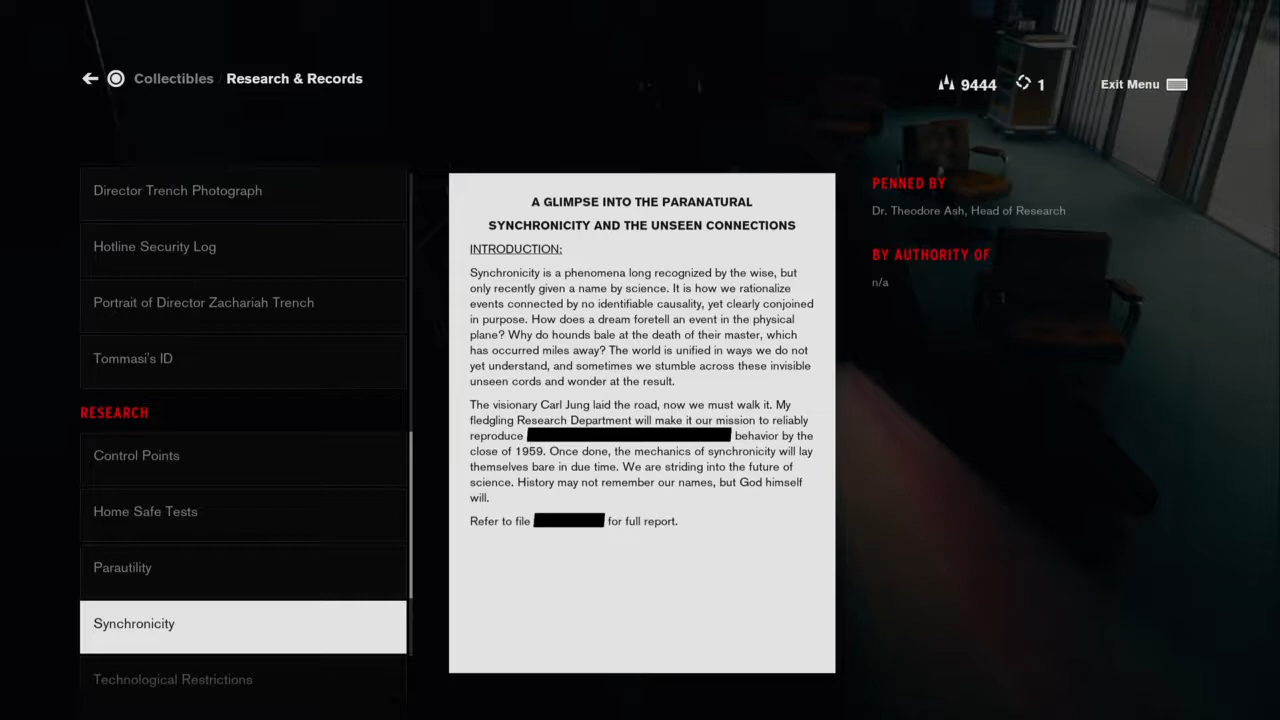 Collectibles / Research & Records
9444
1
Exit Menu
Director Trench Photograph
Hotline Security Log
Portrait of Director Zachariah Trench
Tommasi's ID
RESEARCH
Control Points
Home Safe Tests
Parautility
Synchronicity
Technological Restrictions
A GLIMPSE INTO THE PARANATURAL
SYNCHRONICITY AND THE UNSEEN CONNECTIONS
INTRODUCTION:
Synchronicity is a phenomena long recognized by the wise, but
only recently given a name by science. It is how we rationalize
events connected by no identifiable causality, yet clearly conjoined
in purpose. How does a dream foretell an event in the physical
plane? Why do hounds bale at the death of their master, which
has occurred miles away? The world is unified in ways we do not
yet understand, and sometimes we stumble across these invisible
unseen cords and wonder at the result.
The visionary Carl Jung laid the road, now we must walk it. My
fledgling Research Department will make it our mission to reliably
reproduce behavior by the
close of 1959. Once done, the mechanics of synchronicity will lay
themselves bare in due time. We are striding into the future of
science. History may not remember our names, but God himself
will.
Refer to file for full report.
PENNED BY
Dr. Theodore Ash, Head of Research
BY AUTHORITY OF
n/a